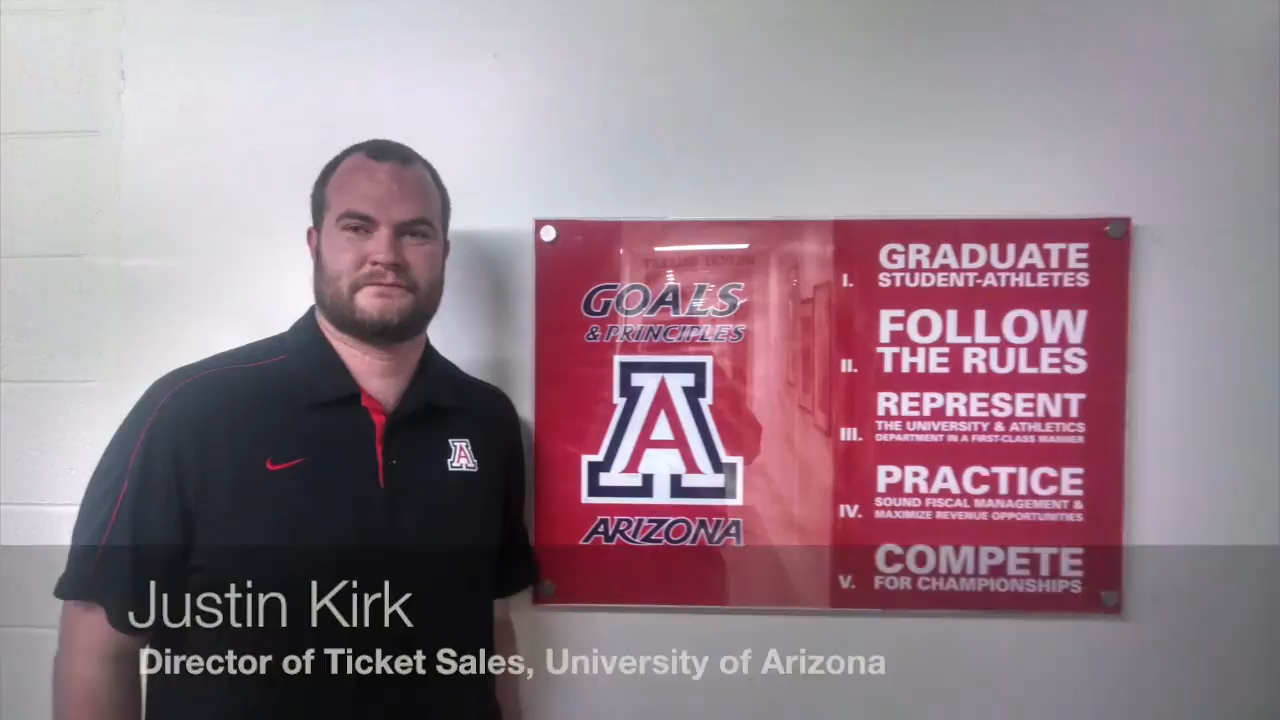 GOALS
& PRINCIPLES
A
ARIZONA
I. GRADUATE
STUDENT-ATHLETES
FOLLOW
II. THE RULES
REPRESENT
THE UNIVERSITY & ATHLETICS
III. DEPARTMENT IN A FIRST-CLASS MANNER
PRACTICE
SOUND FISCAL MANAGEMENT &
IV. MAXIMIZE REVENUE OPPORTUNITIES
COMPETE
V. FOR CHAMPIONSHIPS
A
Justin Kirk
Director of Ticket Sales, University of Arizona